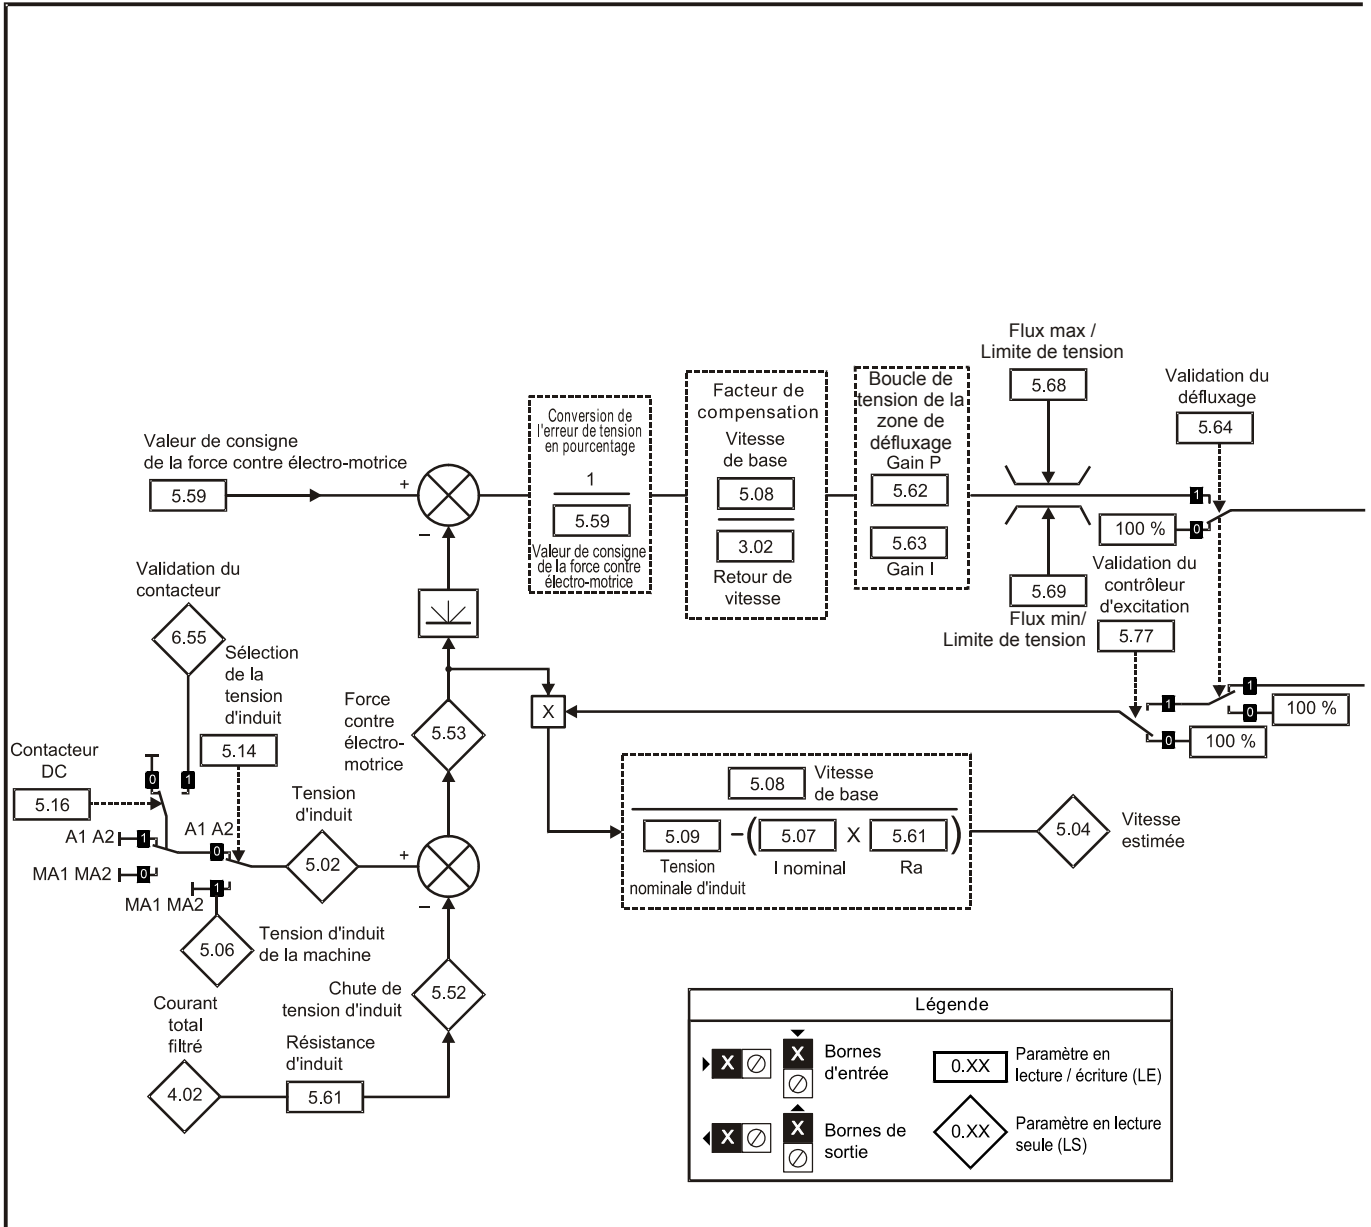 Flux max /
Limite de tension
5.68
Validation du
défluxage
5.64
Valeur de consigne
de la force contre électro-motrice
5.59
+
–
Conversion de
l'erreur de tension
en pourcentage
1
5.59
Valeur de consigne
de la force contre
électro-motrice
Facteur de
compensation
Vitesse
de base
5.08
3.02
Retour de
vitesse
Boucle de
tension de la
zone de
défluxage
Gain P
5.62
5.63
Gain I
1
100 %
0
5.69
Flux min/
Limite de tension
Validation du
contrôleur
d'excitation
5.77
1
1
0
100 %
0
100 %
Validation du
contacteur
6.55
Sélection
de la
tension
d'induit
5.14
Contacteur
DC
5.16
0
1
A1 A2
1
A1 A2
0
MA1 MA2
0
MA1 MA2
1
Tension
d'induit
5.02
+
–
Force
contre
électro-
motrice
5.53
X
5.08
Vitesse
de base
5.09
–
(
5.07
X
5.61
)
Tension
nominale d'induit
I nominal
Ra
5.04
Vitesse
estimée
5.06
Tension d'induit
de la machine
Chute de
tension d'induit
5.52
Courant
total
filtré
4.02
Résistance
d'induit
5.61
Légende
X
X
Bornes
d'entrée
0.XX
Paramètre en
lecture / écriture (LE)
X
X
Bornes de
sortie
0.XX
Paramètre en lecture
seule (LS)